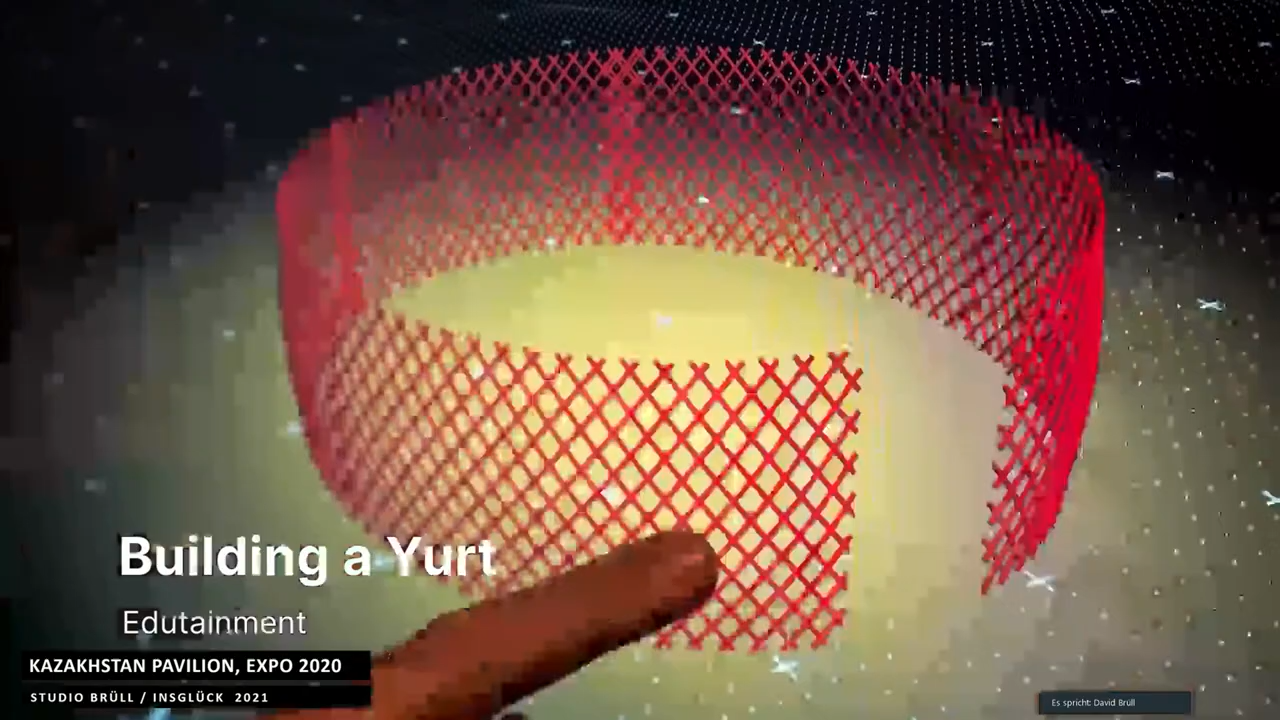 Building a Yurt
Edutainment
KAZAKHSTAN PAVILION, EXPO 2020
STUDIO BRÜLL / INSGLÜCK 2021
Es spricht: David Brüll